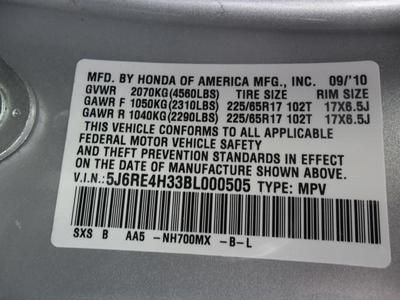 MFD. BY HONDA OF AMERICA MFG., INC. 09/'10
GVWR 2070KG(4560LBS) TIRE SIZE RIM SIZE
GAWR F 1050KG(2310LBS) 225/65R17 102T 17X6.5J
GAWR R 1040KG(2290LBS) 225/65R17 102T 17X6.5J
THIS VEHICLE CONFORMS TO ALL APPLICABLE
FEDERAL MOTOR VEHICLE SAFETY
AND THEFT PREVENTION STANDARDS IN EFFECT
ON THE DATE OF MANUFACTURE SHOWN ABOVE.
V.I.N.: 5J6RE4H33BL000505 TYPE: MPV
SXS B AA5 -NH700MX -B-L